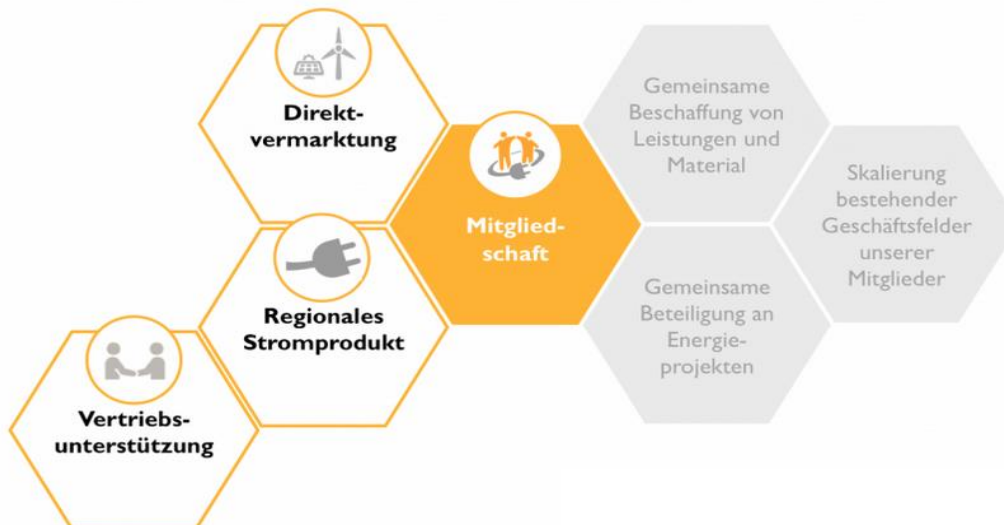 Direkt-
vermarktung
Regionales
Stromprodukt
Vertriebs-
unterstützung
Mitglied-
schaft
Gemeinsame
Beschaffung von
Leistungen und
Material
Gemeinsame
Beteiligung an
Energie-
projekten
Skalierung
bestehender
Geschäftsfelder
unserer
Mitglieder